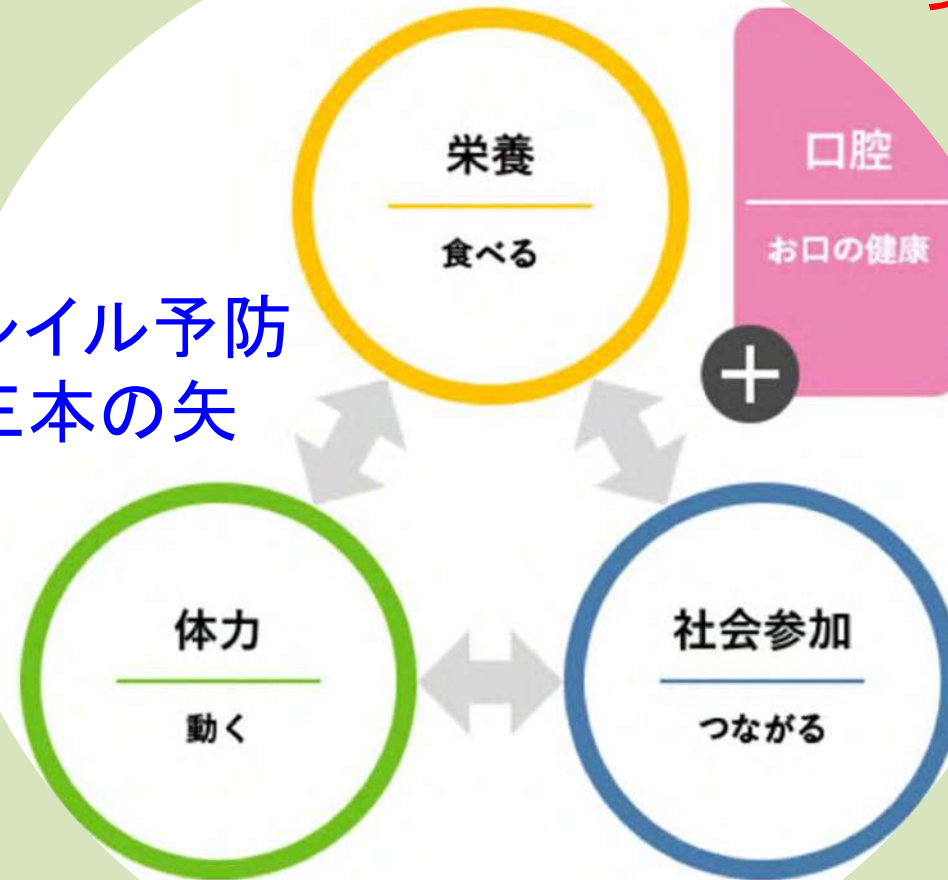 栄養
食べる
口腔
お口の健康
レイル予防
三本の矢
体力
動く
社会参加
つながる